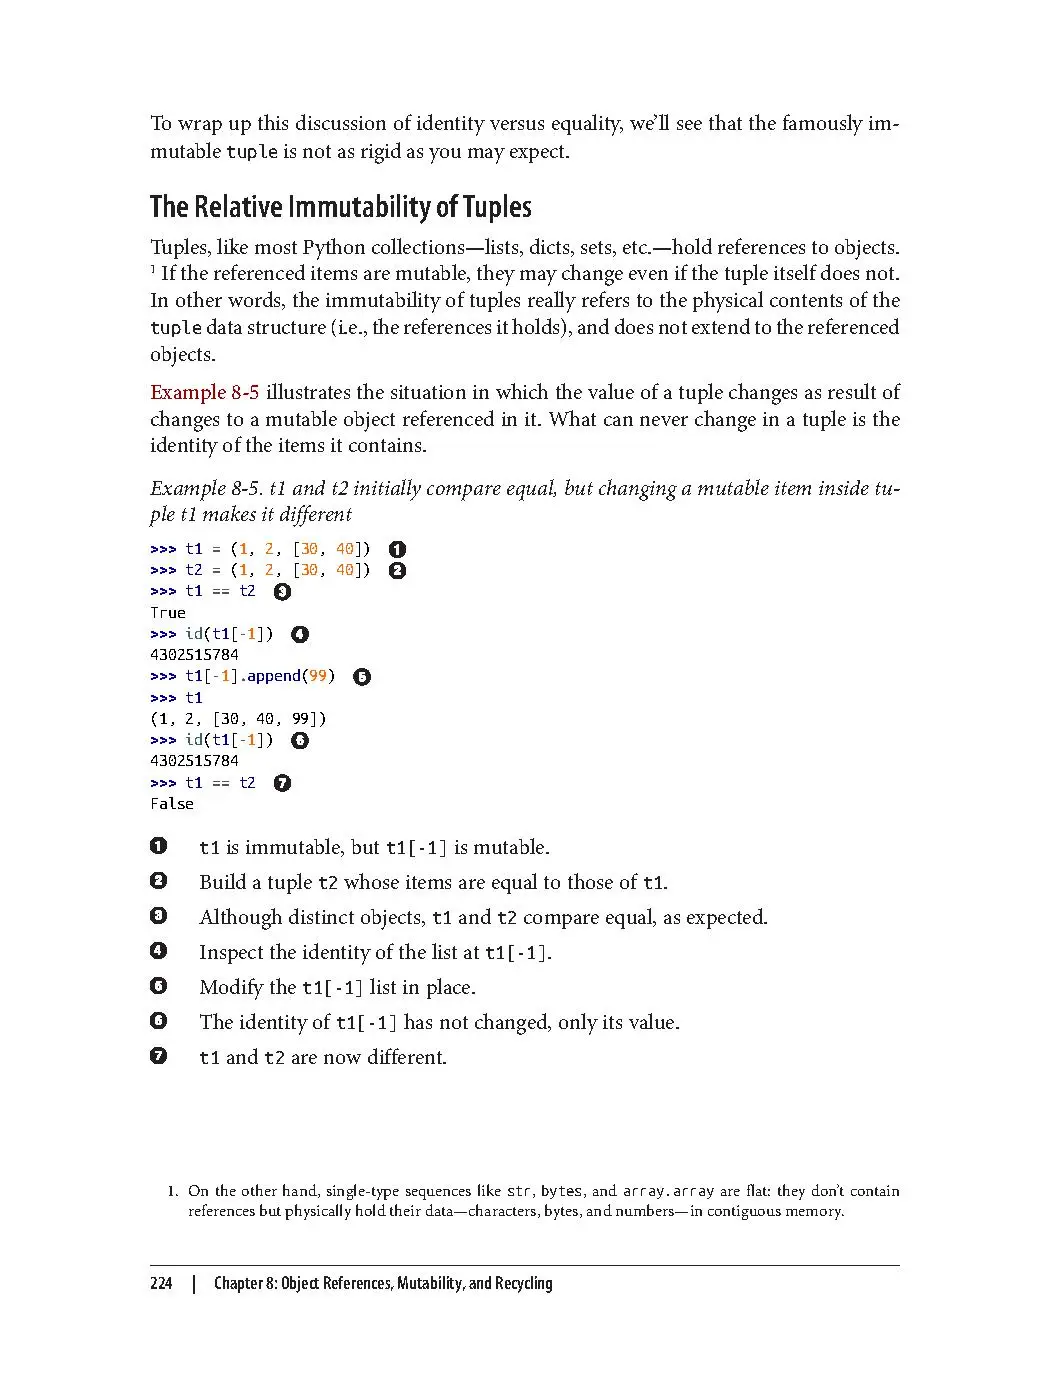 To wrap up this discussion of identity versus equality, we’ll see that the famously im-
mutable tuple is not as rigid as you may expect.
The Relative Immutability of Tuples
Tuples, like most Python collections—lists, dicts, sets, etc.—hold references to objects.
1 If the referenced items are mutable, they may change even if the tuple itself does not.
In other words, the immutability of tuples really refers to the physical contents of the
tuple data structure (i.e., the references it holds), and does not extend to the referenced
objects.
Example 8-5 illustrates the situation in which the value of a tuple changes as result of
changes to a mutable object referenced in it. What can never change in a tuple is the
identity of the items it contains.
Example 8-5. t1 and t2 initially compare equal, but changing a mutable item inside tu-
ple t1 makes it different
>>> t1 = (1, 2, [30, 40]) ❶
>>> t2 = (1, 2, [30, 40]) ❷
>>> t1 == t2 ❸
True
>>> id(t1[-1]) ❹
4302515784
>>> t1[-1].append(99) ❺
>>> t1
(1, 2, [30, 40, 99])
>>> id(t1[-1]) ❻
4302515784
>>> t1 == t2 ❼
False
❶ t1 is immutable, but t1[-1] is mutable.
❷ Build a tuple t2 whose items are equal to those of t1.
❸ Although distinct objects, t1 and t2 compare equal, as expected.
❹ Inspect the identity of the list at t1[-1].
❺ Modify the t1[-1] list in place.
❻ The identity of t1[-1] has not changed, only its value.
❼ t1 and t2 are now different.
1. On the other hand, single-type sequences like str, bytes, and array.array are flat: they don’t contain
references but physically hold their data—characters, bytes, and numbers—in contiguous memory.
224 | Chapter 8: Object References, Mutability, and Recycling